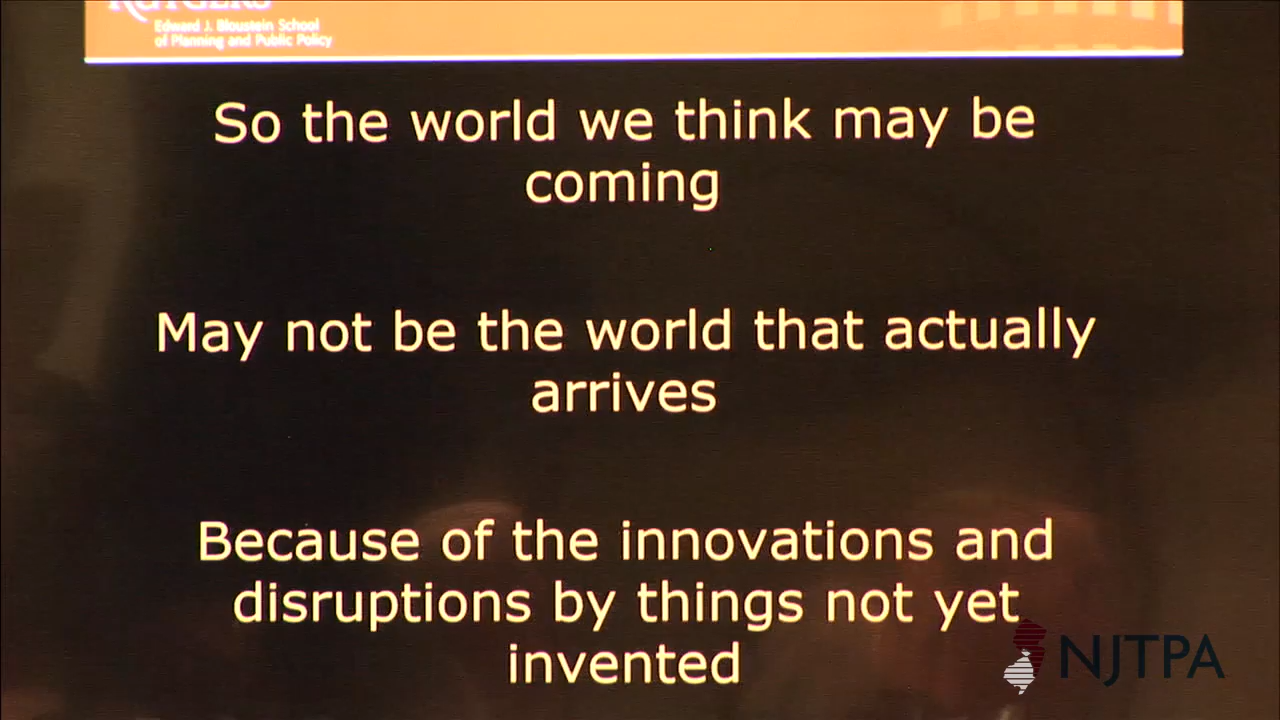 RUTGERS
Edward J. Bloustein School
of Planning and Public Policy
So the world we think may be
coming
May not be the world that actually
arrives
Because of the innovations and
disruptions by things not yet
invented
NJTPA